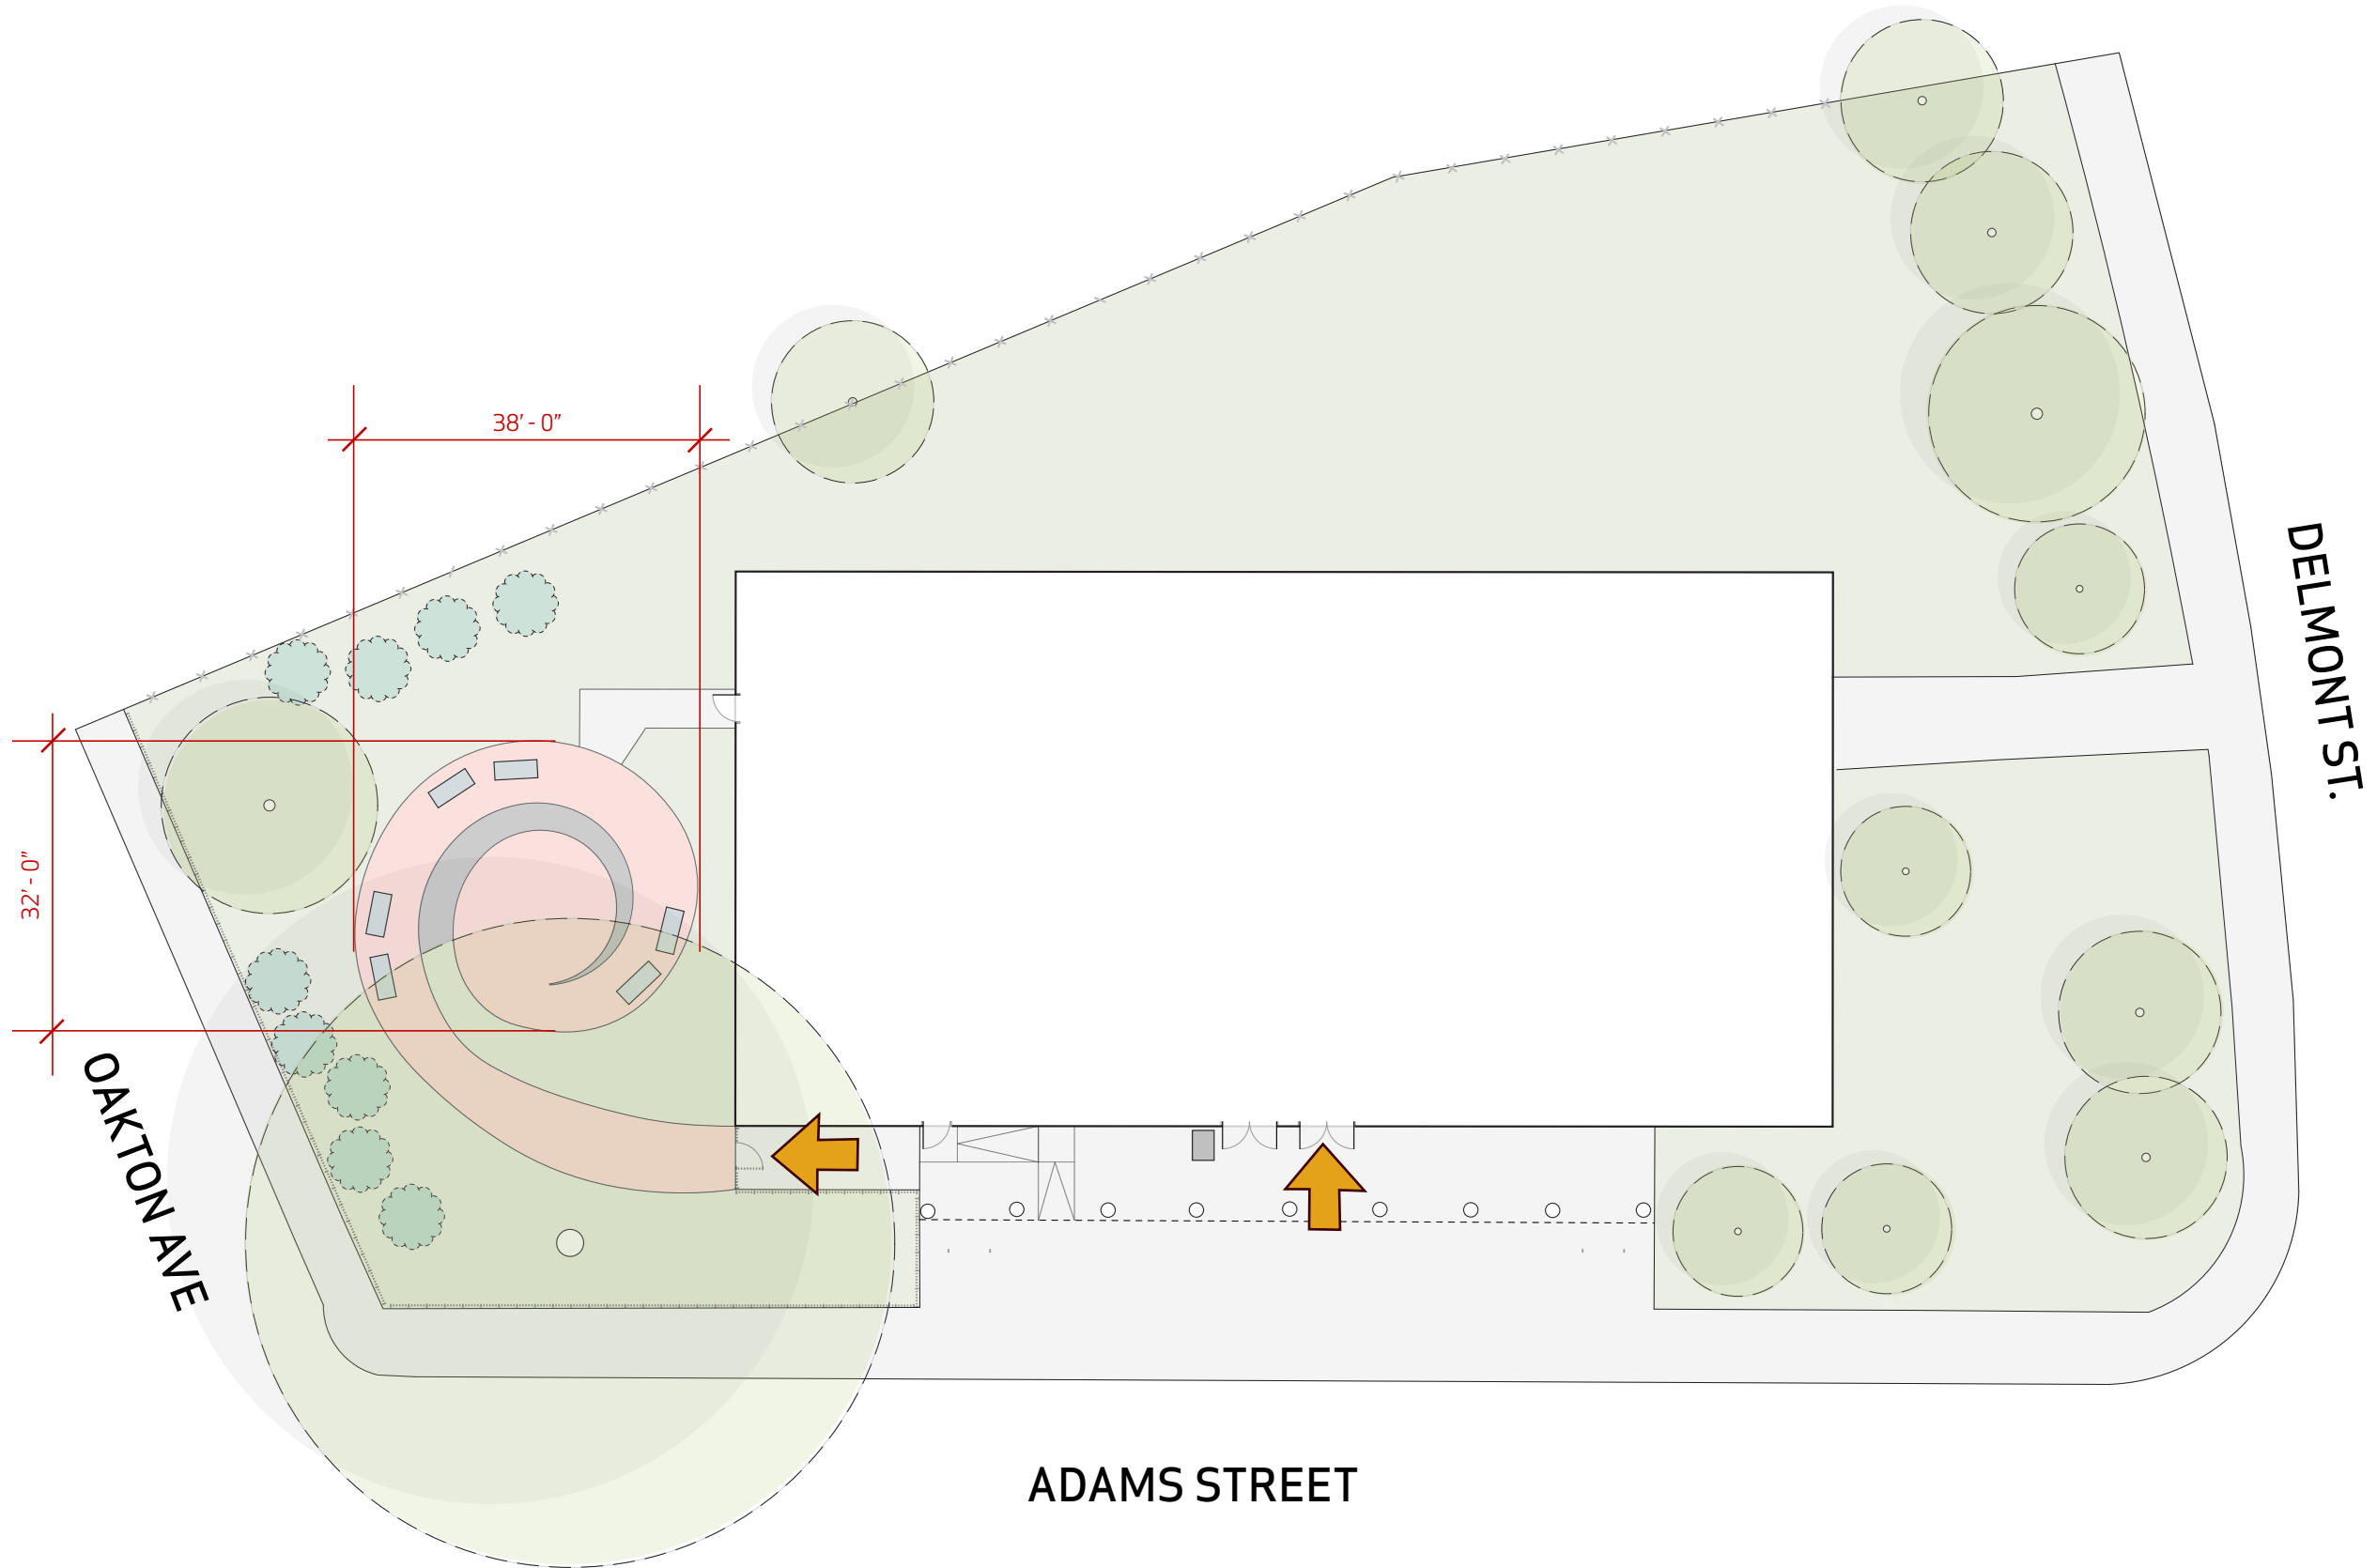 38’ - 0”
DELMONT ST.
32’ - 0”
OAKTON AVE
ADAMS STREET